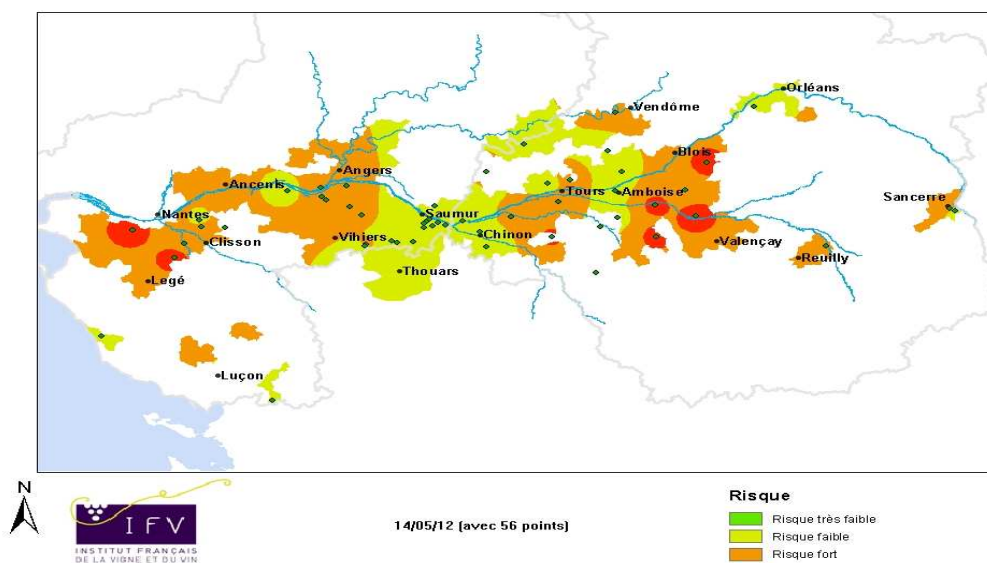 Orléans
Vendôme
Blois
Angers
Ancenis
Tours
Amboise
Sancerre
Nantes
Saumur
Clisson
Vihiers
Chinon
Valençay
Reuilly
Thouars
Legé
Luçon
N
IFV
INSTITUT FRANÇAIS
DE LA VIGNE ET DU VIN
14/05/12 (avec 56 points)
Risque
Risque très faible
Risque faible
Risque fort